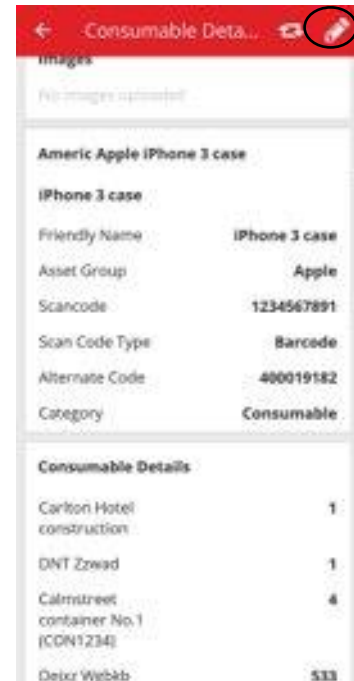 Consumable Deta...
Images
No images uploaded
Americ Apple iPhone 3 case
iPhone 3 case
Friendly Name iPhone 3 case
Asset Group Apple
Scancode 1234567891
Scan Code Type Barcode
Alternate Code 400019182
Category Consumable
Consumable Details
Carlton Hotel 1
construction
DNT Zzwad 1
Calmstreet 4
container No.1
(CON1234)
533